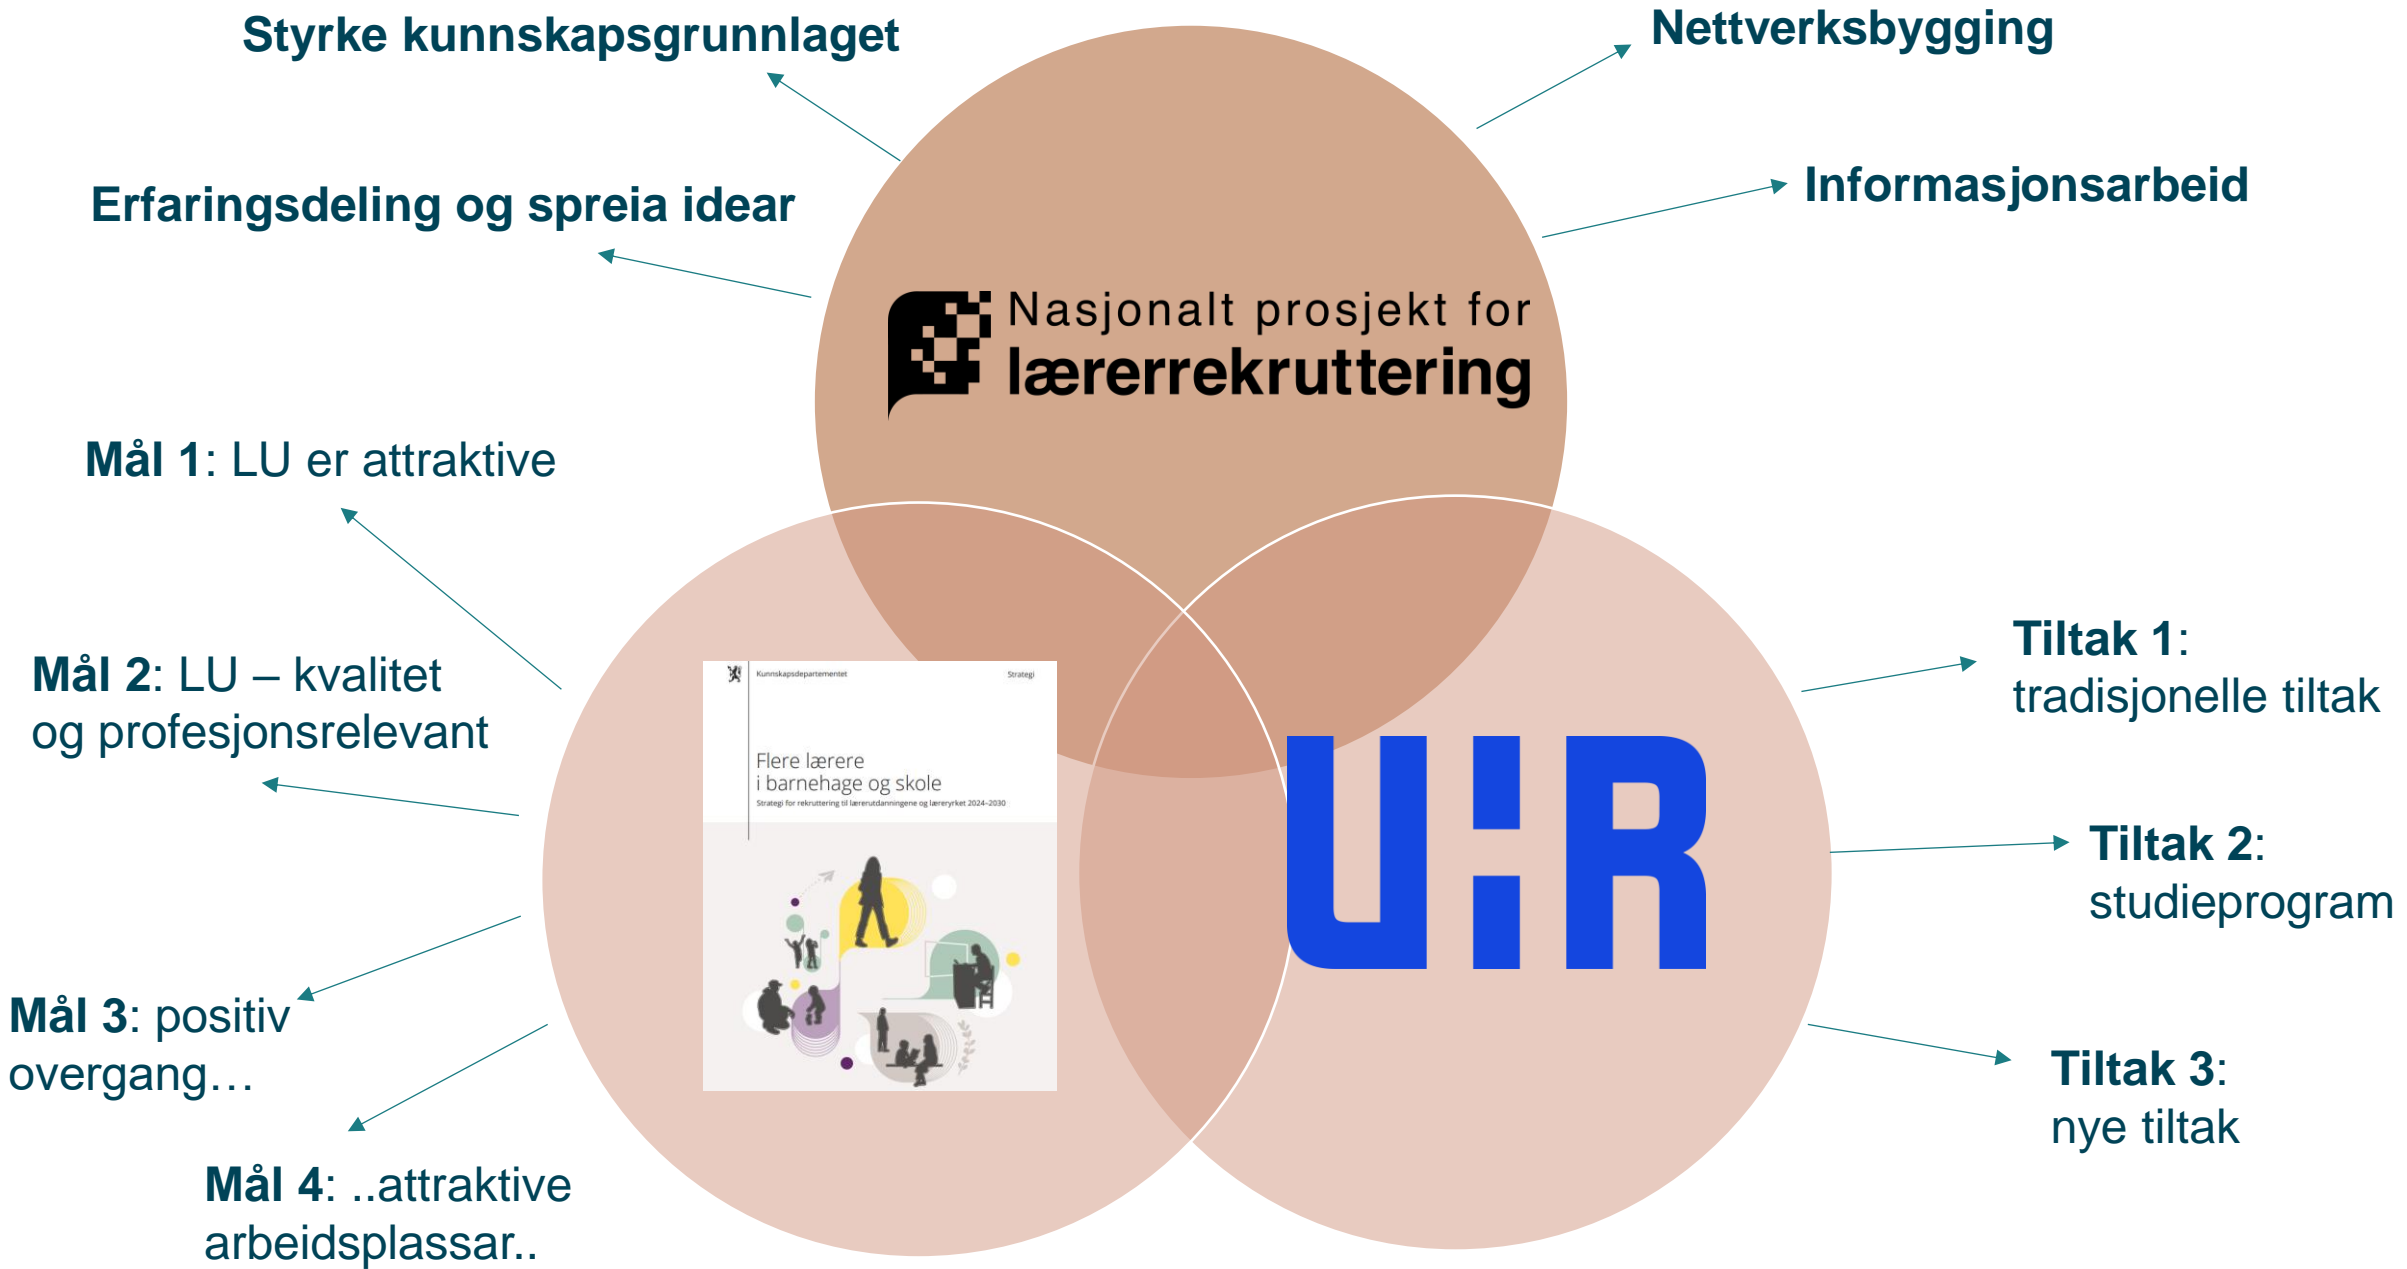 Styrke kunnskapsgrunnlaget
Nettverksbygging
Erfaringsdeling og spreia idear
Informasjonsarbeid
Nasjonalt prosjekt for
lærerrekruttering
Mål 1: LU er attraktive
Mål 2: LU – kvalitet
og profesjonsrelevant
Mål 3: positiv
overgang…
Mål 4: ..attraktive
arbeidsplassar..
Kunnskapsdepartementet
Strategi
Flere lærere
i barnehage og skole
Strategi for rekruttering til lærerutdanningene og læreryrket 2024–2030
UHR
Tiltak 1:
tradisjonelle tiltak
Tiltak 2:
studieprogram
Tiltak 3:
nye tiltak